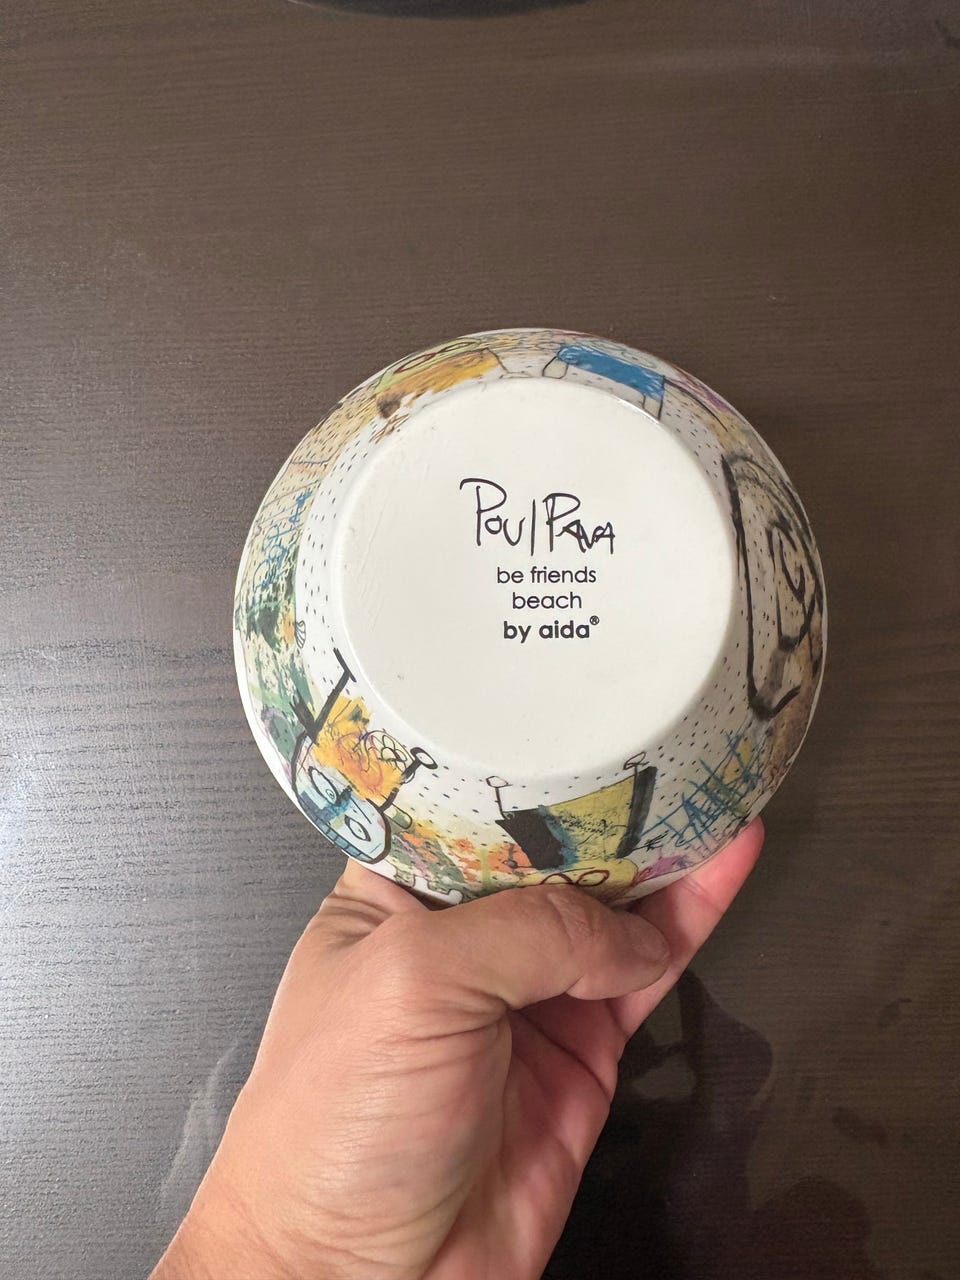 Poul Pava
be friends
beach
by aida®